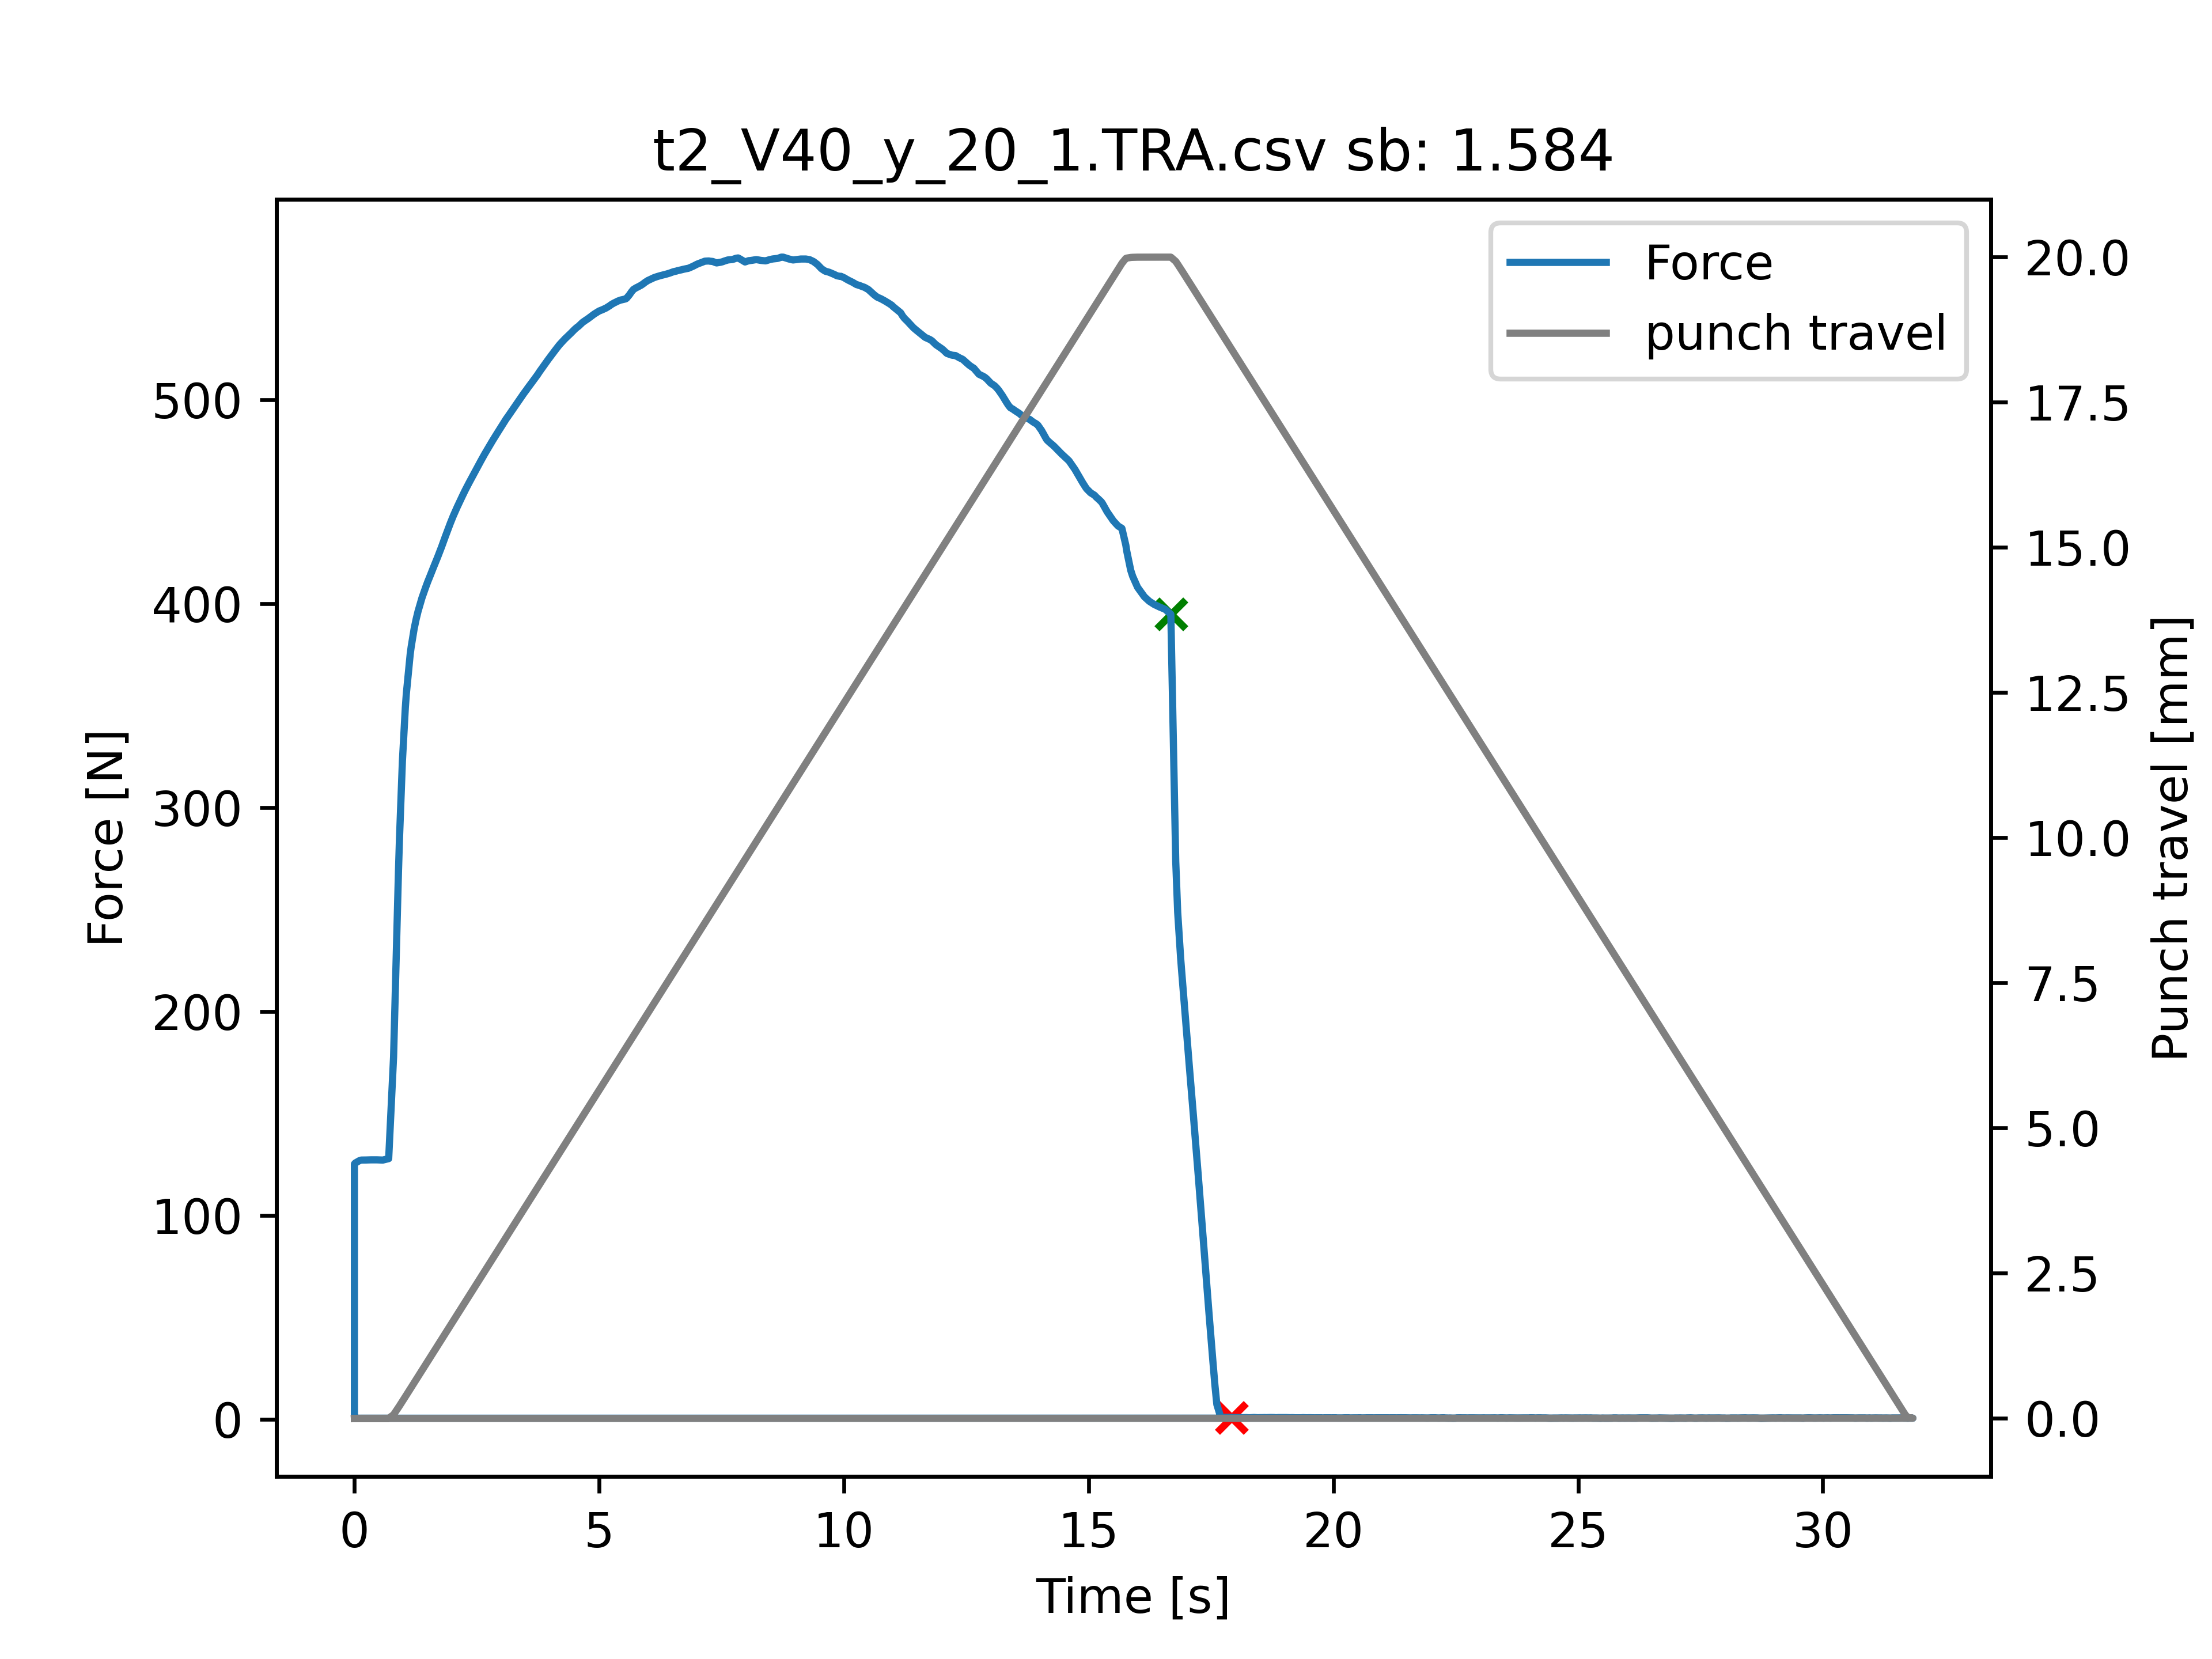 t2_V40_y_20_1.TRA.csv sb: 1.584
Force
punch travel
Force [N]
500
400
300
200
100
0
20.0
17.5
15.0
12.5
10.0
7.5
5.0
2.5
0.0
Punch travel [mm]
0 5 10 15 20 25 30
Time [s]